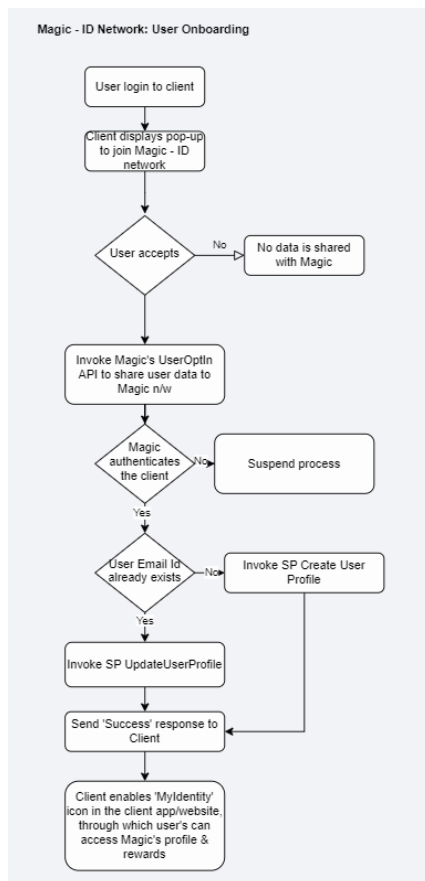 Magic - ID Network: User Onboarding
User login to client
Client displays pop-up
to join Magic - ID
network
User accepts
No
No data is shared
with Magic
Invoke Magic's UserOptIn
API to share user data to
Magic n/w
Magic
authenticates
the client
No
Suspend process
Yes
User Email Id
already exists
No
Invoke SP Create User
Profile
Yes
Invoke SP UpdateUserProfile
Send 'Success' response to
Client
Client enables 'MyIdentity'
icon in the client app/website,
through which user's can
access Magic's profile &
rewards